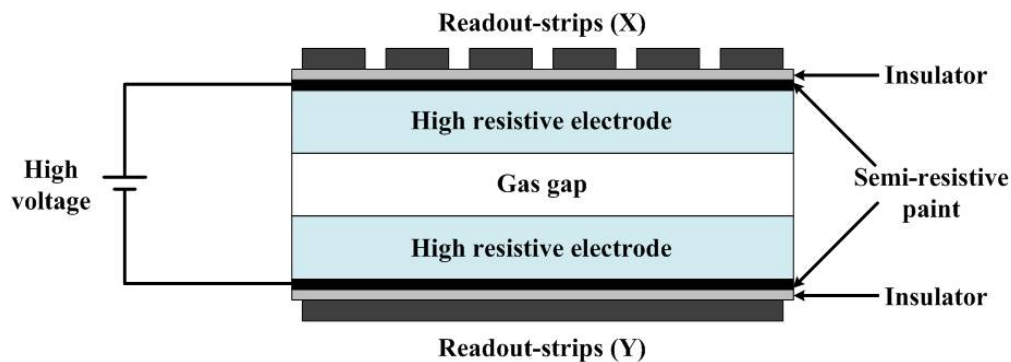 Readout-strips (X)
Insulator
High resistive electrode
High
voltage
Gas gap
Semi-resistive
paint
High resistive electrode
Insulator
Readout-strips (Y)